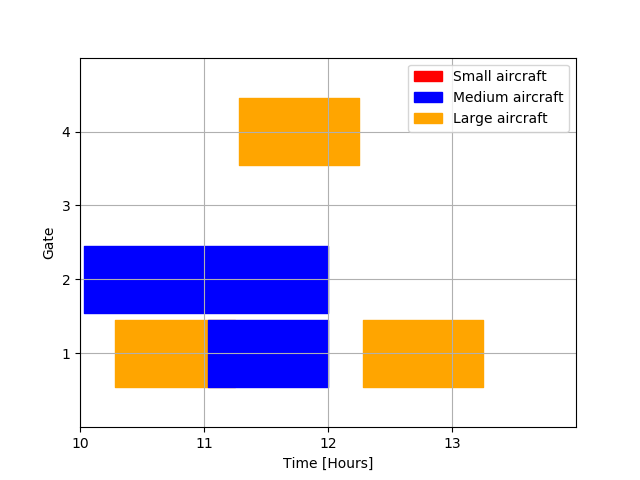 Small aircraft
Medium aircraft
Large aircraft
4
3
2
1
Gate
10 11 12 13
Time [Hours]